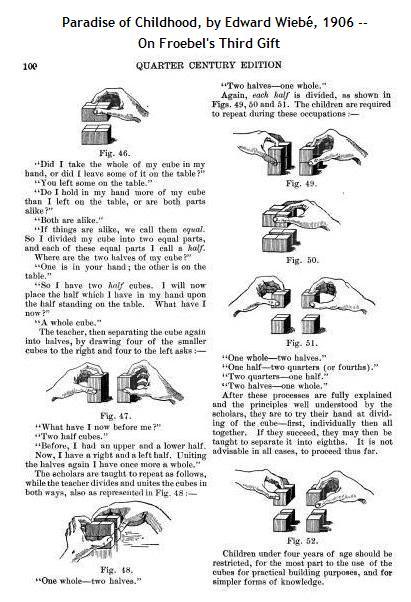 Paradise of Childhood, by Edward Wiebé, 1906 --
On Froebel's Third Gift
100
QUARTER CENTURY EDITION
Fig. 46.
"Did I take the whole of my cube in my
hand, or did I leave some of it on the table?"
"You left some on the table."
"Do I hold in my hand more of my cube
than I left on the table, or are both parts
alike?"
"Both are alike."
"If things are alike, we call them equal.
So I divided my cube into two equal parts,
and each of these equal parts I call a half.
Where are the two halves of my cube?"
"One is in your hand; the other is on the
table."
"So I have two half cubes. I will now
place the half which I have in my hand upon
the half standing on the table. What have I
now?"
"A whole cube."
The teacher, then separating the cube again
into halves, by drawing four of the smaller
cubes to the right and four to the left asks:—
Fig. 47.
"What have I now before me?"
"Two half cubes."
"Before, I had an upper and a lower half.
Now, I have a right and a left half. Uniting
the halves again I have once more a whole."
The scholars are taught to repeat as follows,
while the teacher divides and unites the cubes in
both ways, also as represented in Fig. 48:—
Fig. 48.
"One whole—two halves."
"Two halves—one whole."
Again, each half is divided, as shown in
Figs. 49, 50 and 51. The children are required
to repeat during these occupations:—
Fig. 49.
Fig. 50.
Fig. 51.
"One whole—two halves."
"One half—two quarters (or fourths)."
"Two quarters—one half."
"Two halves—one whole."
After these processes are fully explained
and the principles well understood by the
scholars, they are to try their hand at divid-
ing of the cube—first, individually then all
together. If they succeed, they may then be
taught to separate it into eighths. It is not
advisable in all cases, to proceed thus far.
Fig. 52.
Children under four years of age should be
restricted, for the most part to the use of the
cubes for practical building purposes, and for
simpler forms of knowledge.